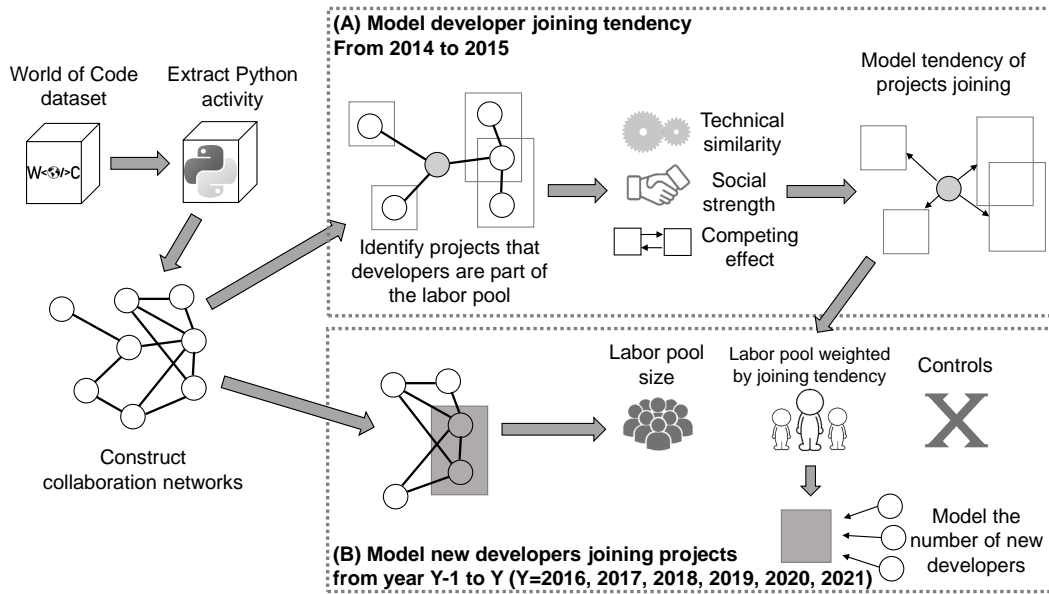 (A) Model developer joining tendency
From 2014 to 2015
World of Code
dataset
W</>C
Extract Python
activity
Identify projects that
developers are part of
the labor pool
Technical
similarity
Social
strength
Competing
effect
Model tendency of
projects joining
Construct
collaboration networks
Labor pool
size
Labor pool weighted
by joining tendency
Controls
X
Model the
number of new
developers
(B) Model new developers joining projects
from year Y-1 to Y (Y=2016, 2017, 2018, 2019, 2020, 2021)